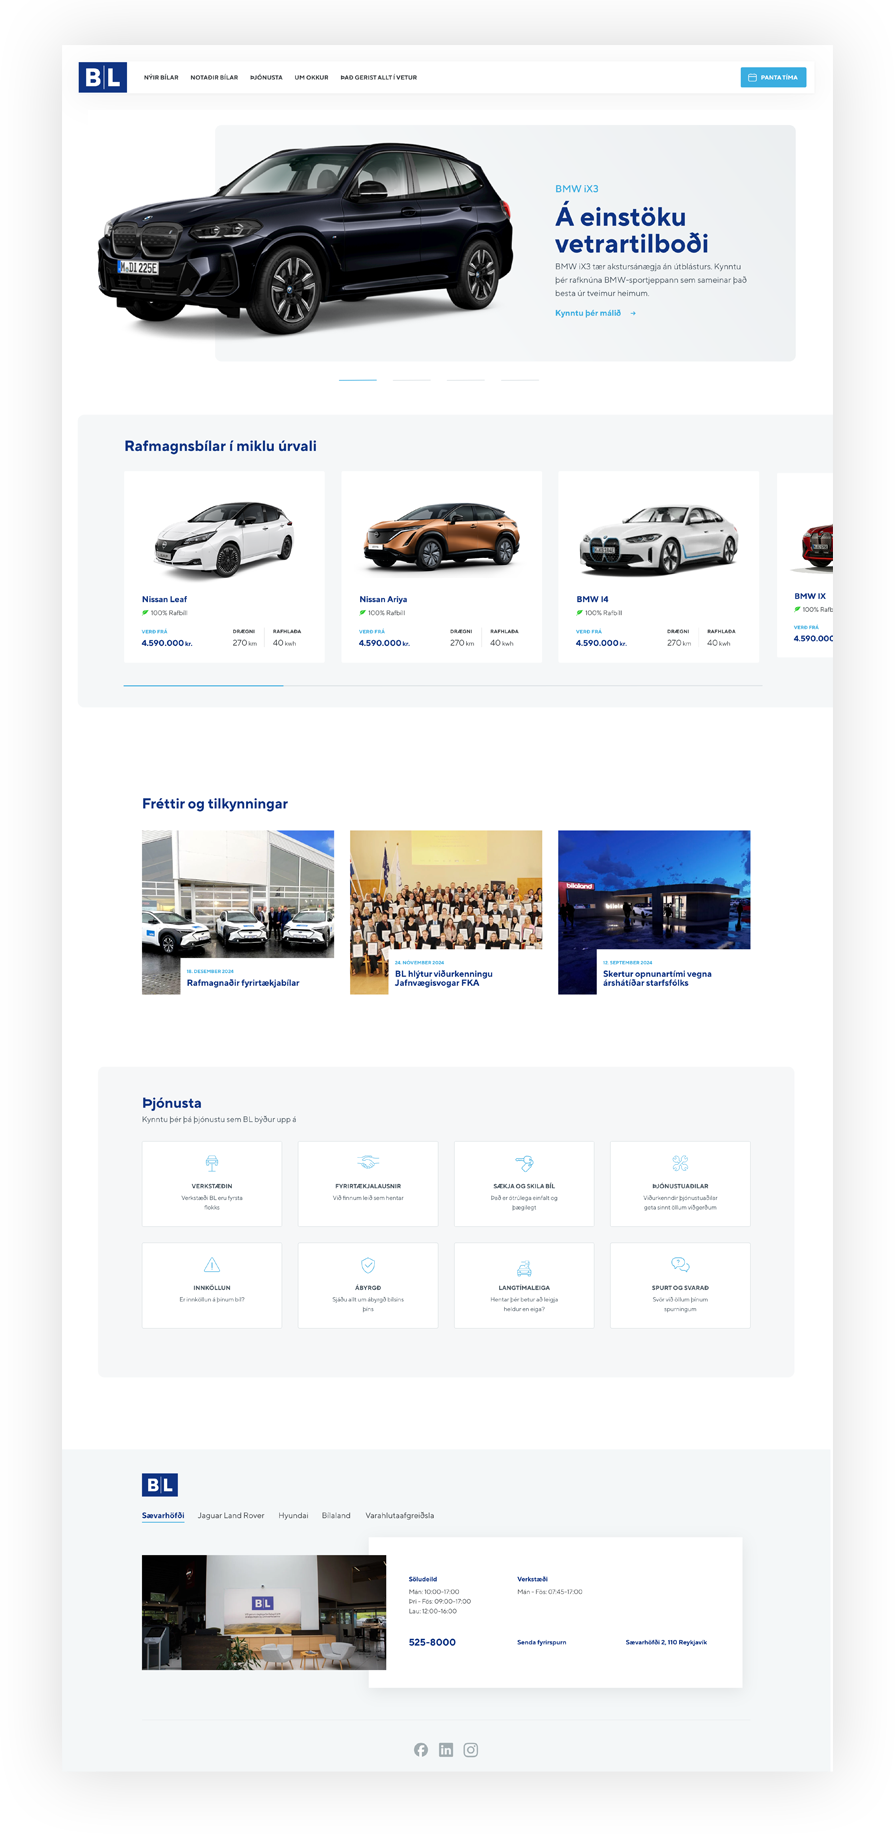 B|L
NÝIR BÍLAR NOTAÐIR BÍLAR ÞJÓNUSTA UM OKKUR ÞAÐ GERIST ALLT Í VETUR
PANTA TÍMA
BMW iX3
Á einstöku
vetrartilboði
BMW iX3 tær akstursánægja án útblásturs. Kynntu
þér rafknúna BMW-sportjeppann sem sameinar það
besta úr tveimur heimum.
Kynntu þér málið →
M DI 225E
Rafmagnsbílar í miklu úrvali
Nissan Leaf
100% Rafbíll
VERÐ FRÁ DRÆGNI RAFHLAÐA
4.590.000 kr. 270 km 40 kwh
Nissan Ariya
100% Rafbíll
VERÐ FRÁ DRÆGNI RAFHLAÐA
4.590.000 kr. 270 km 40 kwh
BMW I4
100% Rafbíll
VERÐ FRÁ DRÆGNI RAFHLAÐA
4.590.000 kr. 270 km 40 kwh
BMW IX
100% Rafb
VERÐ FRÁ
4.590.000
Fréttir og tilkynningar
16. DESEMBER 2024
Rafmagnaðir fyrirtækjabílar
24. NÓVEMBER 2024
BL hlýtur viðurkenningu
Jafnvægisvogar FKA
bílaland
12. SEPTEMBER 2024
Skertur opnunartími vegna
árshátíðar starfsfólks
Þjónusta
Kynntu þér þá þjónustu sem BL býður upp á
VERKSTÆÐIN
Verkstæði BL eru fyrsta
flokks
FYRIRTÆKJALAUSNIR
Við finnum leið sem hentar
SÆKJA OG SKILA BÍL
Það er ótrúlega einfalt og
þægilegt
ÞJÓNUSTUAÐILAR
Viðurkenndir þjónustuaðilar
geta sinnt öllum viðgerðum
INNKÖLLUN
Er innköllun á þínum bíl?
ÁBYRGÐ
Sjáðu allt um ábyrgð bílsins
þíns
LANGTÍMALEIGA
Hentar þér betur að leigja
heldur en eiga?
SPURT OG SVARAÐ
Svör við öllum þínum
spurningum
B|L
Sævarhöfði Jaguar Land Rover Hyundai Bílaland Varahlutaafgreiðsla
B|L
Söludeild
Mán: 10:00-17:00
Þri - Fös: 09:00-17:00
Lau: 12:00-16:00
Verkstæði
Mán - Fös: 07:45-17:00
525-8000
Senda fyrirspurn
Sævarhöfði 2, 110 Reykjavík